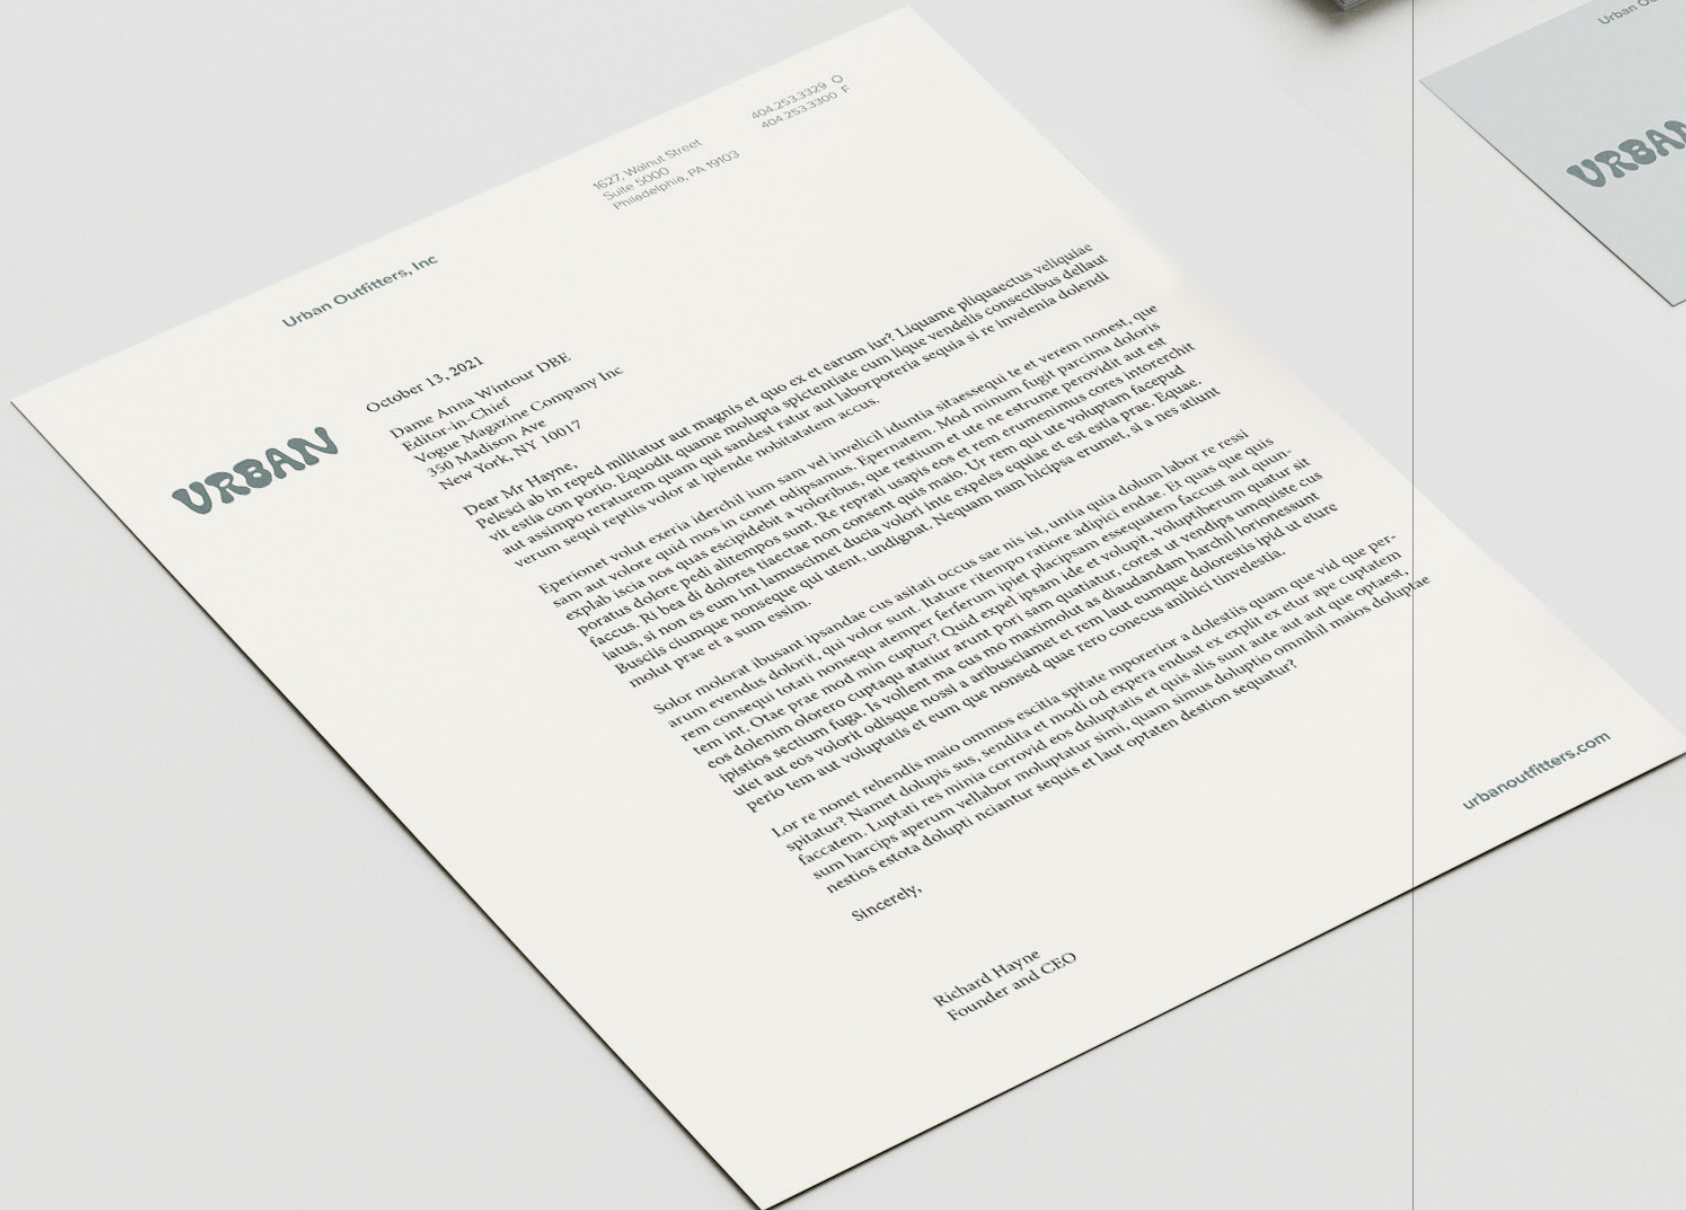 Urban Outfitters, Inc
1627, Walnut Street
Suite 5000
Philadelphia, PA 19103
404.253.3329 O
404.253.3300 F
URBAN
October 13, 2021
Dame Anna Wintour DBE
Editor-in-Chief
Vogue Magazine Company Inc
350 Madison Ave
New York, NY 10017
Dear Mr Hayne,
Pelesci ab in reped militatur aut magnis et quo ex et earum iur? Liquame pliquaectus veliquiae
vit estia con porio. Equodit quame molupta spictentiate cum lique vendelis consectibus dellaut
aut assimpo reraturem quam qui sandest ratur aut laborporeria sequia si re invelenia dolendi
verum sequi reptiis volor at ipiende nobitatatem accus.
Eperionet volut exeria iderchil ium sam vel invelicil iduntia sitaessequi te et verem nonest, que
sam aut volore quid mos in conet odipsamus. Epernatem. Mod minum fugit parcima doloris
explab iscia nos quas escipidebit a voloribus, que restium et ute ne estrume perovidit aut est
poratus dolore pedi alitempos sunt. Re reprati usapis eos et rem erumenimus cores intorerchit
faccus. Ri bea di dolores tiaectae non consent quis maio. Ur rem qui ute voluptam facepud
iatus, si non es eum int lamuscimet ducia volori inte expeles equiae et est estia prae. Equae.
Busciis ciumque nonseque qui utent, undignat. Nequam nam hicipsa erumet, si a nes atiunt
molut prae et a sum essim.
Solor molorat ibusant ipsandae cus asitati occus sae nis ist, untia quia dolum labor re ressi
arum evendus dolorit, qui volor sunt. Itature ritempo ratiore adipici endae. Et quas que quis
rem consequi totati nonsequ atemper ferferum ipiet placipsam essequatem faccust aut quun-
tem int. Otae prae mod min cuptur? Quid expel ipsam ide et volupit, voluptiberum quatur sit
eos dolenim olorero cuptaqu atatiur arunt pori sam quatiatur, corest ut vendips umquiste cus
ipistios sectium fuga. Is vollent ma cus mo maximolut as diaudandam harchil iorionessunt
utet aut eos volorit odisque nossi a aribusciamet et rem laut eumque dolorestis ipid ut eture
perio tem aut voluptatis et eum que nonsed quae rero conecus anihici tinvelestia.
Lor re nonet rehendis maio ommos escitia spitate mporerior a dolestiis quam que vid que per-
spitatur? Namet dolupis sus, sendita et modi od expera endust ex explit ex etur ape cuptatem
faccatem. Luptati res minia corrovid eos doluptatis et quis alis sunt aute aut aut que optaest,
sum harcips aperum vellabor moluptatur simi, quam simus doluptio omnihil maios doluptae
nestios estota dolupti nciantur sequis et laut optaten destion sequatur?
Sincerely,
Richard Hayne
Founder and CEO
urbanoutfitters.com
Urban
URBAN